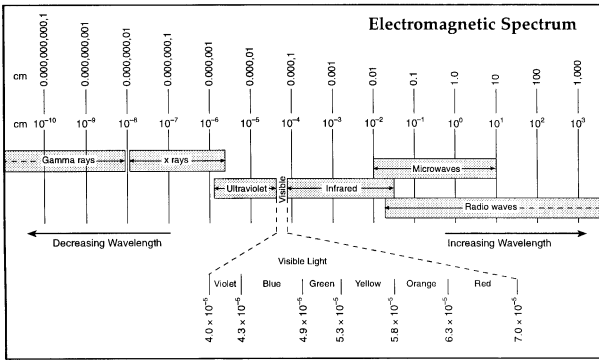 Electromagnetic Spectrum
cm 0.000,000,000,1 0.000,000,001 0.000,000,01 0.000,000,1 0.000,001 0.000,01 0.000,1 0.001 0.01 0.1 1.0 10 100 1,000
cm 10⁻¹⁰ 10⁻⁹ 10⁻⁸ 10⁻⁷ 10⁻⁶ 10⁻⁵ 10⁻⁴ 10⁻³ 10⁻² 10⁻¹ 10⁰ 10¹ 10² 10³
Gamma rays x rays Microwaves
Ultraviolet Visible Infrared
Radio waves
Decreasing Wavelength Increasing Wavelength
Visible Light
Violet Blue Green Yellow Orange Red
4.0 × 10⁻⁵ 4.3 × 10⁻⁵ 4.9 × 10⁻⁵ 5.3 × 10⁻⁵ 5.8 × 10⁻⁵ 6.3 × 10⁻⁵ 7.0 × 10⁻⁵